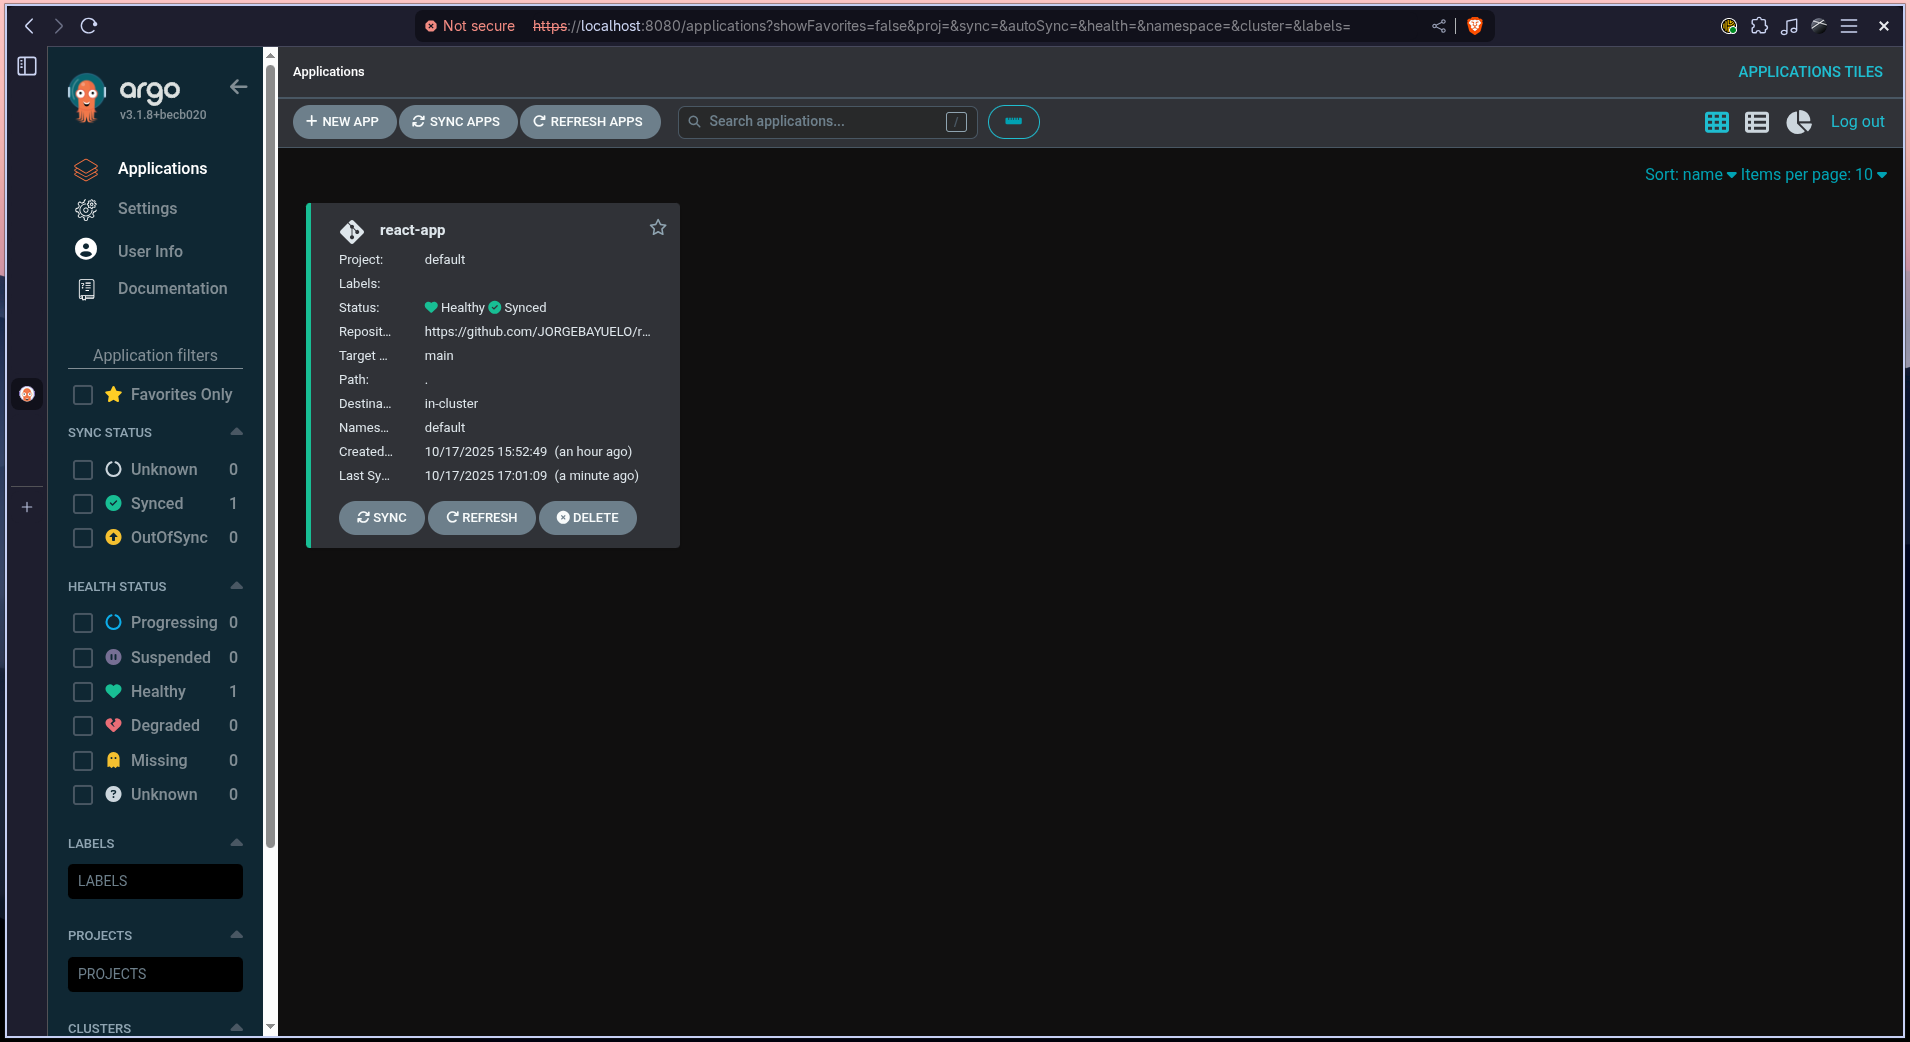 Not secure https://localhost:8080/applications?showFavorites=false&proj=&sync=&autoSync=&health=&namespace=&cluster=&labels=
argo
v3.1.8+becb020
Applications
Settings
User Info
Documentation
Application filters
Favorites Only
SYNC STATUS
Unknown 0
Synced 1
OutOfSync 0
HEALTH STATUS
Progressing 0
Suspended 0
Healthy 1
Degraded 0
Missing 0
Unknown 0
LABELS
LABELS
PROJECTS
PROJECTS
CLUSTERS
Applications
APPLICATIONS TILES
+ NEW APP SYNC APPS REFRESH APPS Search applications... / Log out
Sort: name Items per page: 10
react-app
Project: default
Labels:
Status: Healthy Synced
Reposit... https://github.com/JORGEBAYUELO/r...
Target ... main
Path: .
Destina... in-cluster
Names... default
Created... 10/17/2025 15:52:49 (an hour ago)
Last Sy... 10/17/2025 17:01:09 (a minute ago)
SYNC REFRESH DELETE